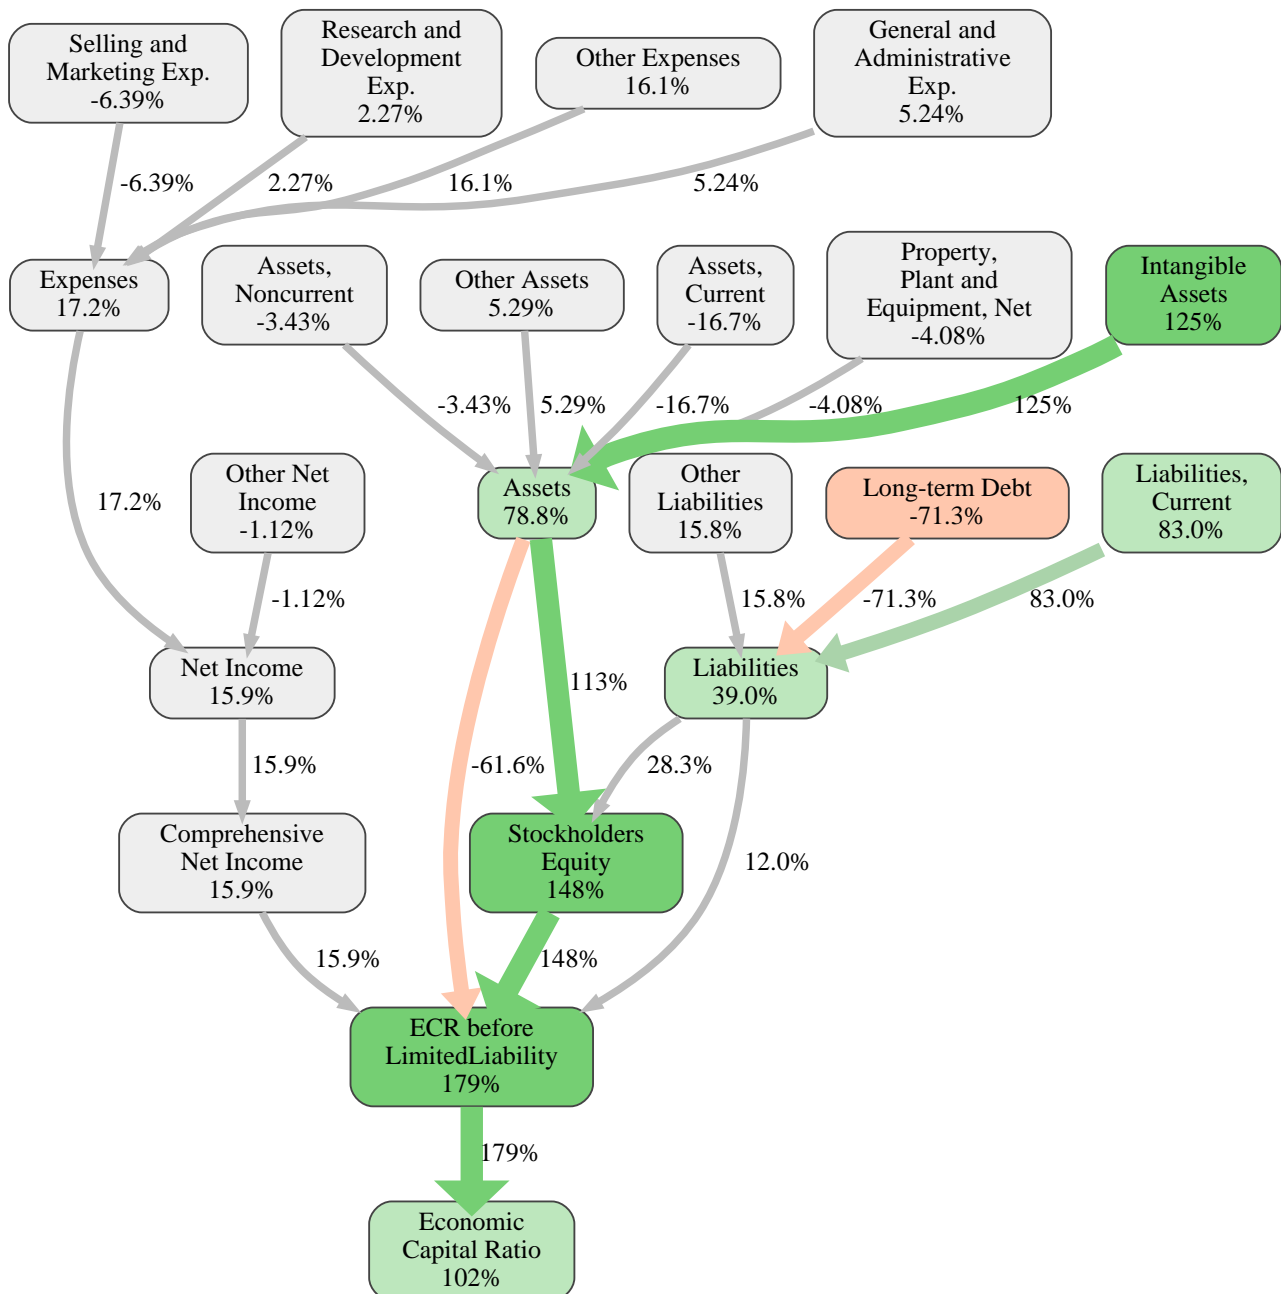 Selling and
Marketing Exp.
-6.39%
Research and
Development
Exp.
2.27%
Other Expenses
16.1%
General and
Administrative
Exp.
5.24%
-6.39%
2.27%
16.1%
5.24%
Expenses
17.2%
Assets,
Noncurrent
-3.43%
Other Assets
5.29%
Assets,
Current
-16.7%
Property,
Plant and
Equipment, Net
-4.08%
Intangible
Assets
125%
-3.43%
5.29%
-16.7%
-4.08%
125%
17.2%
Other Net
Income
-1.12%
Assets
78.8%
Other
Liabilities
15.8%
Long-term Debt
-71.3%
Liabilities,
Current
83.0%
-1.12%
15.8%
-71.3%
83.0%
Net Income
15.9%
113%
Liabilities
39.0%
15.9%
-61.6%
28.3%
Comprehensive
Net Income
15.9%
Stockholders
Equity
148%
12.0%
15.9%
148%
ECR before
LimitedLiability
179%
179%
Economic
Capital Ratio
102%